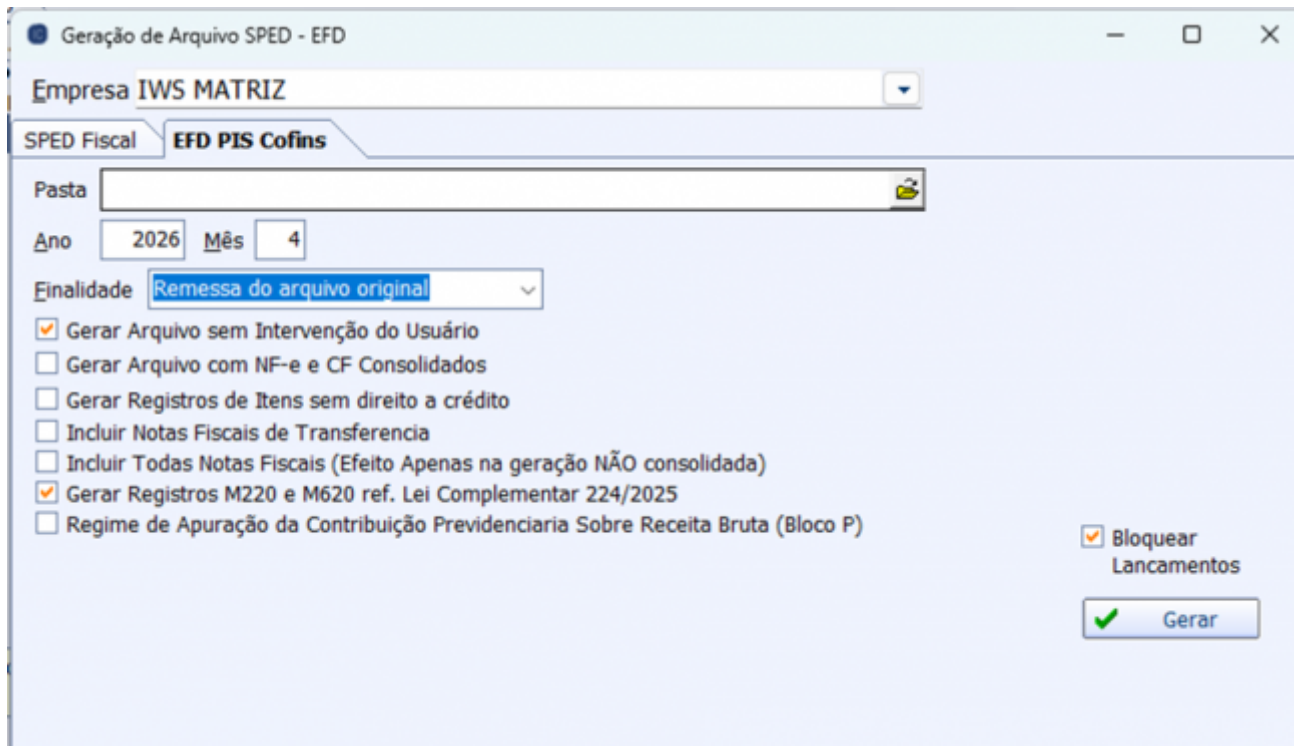 Geração de Arquivo SPED - EFD
Empresa IWS MATRIZ
SPED Fiscal EFD PIS Cofins
Pasta
Ano 2026 Mês 4
Finalidade Remessa do arquivo original
Gerar Arquivo sem Intervenção do Usuário
Gerar Arquivo com NF-e e CF Consolidados
Gerar Registros de Itens sem direito a crédito
Incluir Notas Fiscais de Transferencia
Incluir Todas Notas Fiscais (Efeito Apenas na geração NÃO consolidada)
Gerar Registros M220 e M620 ref. Lei Complementar 224/2025
Regime de Apuração da Contribuição Previdenciaria Sobre Receita Bruta (Bloco P)
Bloquear
Lancamentos
Gerar